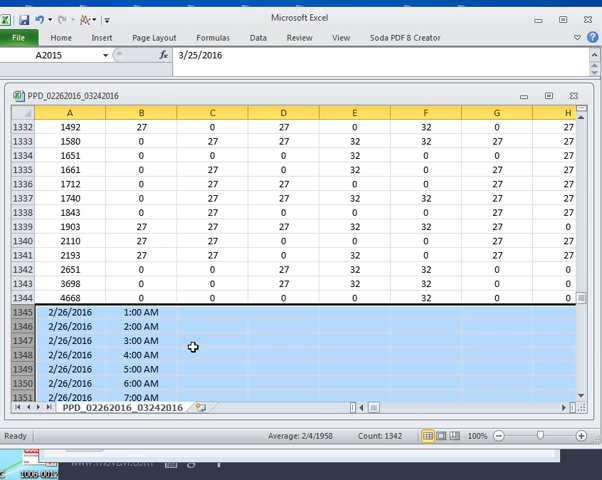 Microsoft Excel
File Home Insert Page Layout Formulas Data Review View Soda PDF 8 Creator
A2015 fx 3/25/2016
PPD_02262016_03242016
A B C D E F G H
1332 1492 27 0 27 0 32 0 27
1333 1580 0 27 27 32 32 27 27
1334 1651 0 0 0 32 0 0 27
1335 1661 0 27 0 32 0 27 27
1336 1712 0 27 27 0 0 0 27
1337 1740 0 27 27 32 32 0 27
1338 1843 0 27 0 0 32 27 27
1339 1903 27 27 0 32 32 27 0
1340 2110 27 27 0 0 0 0 27
1341 2193 0 27 0 32 0 27 27
1342 2651 0 0 27 32 32 0 0
1343 3698 0 0 27 32 32 0 0
1344 4668 0 0 0 0 32 0 0
1345 2/26/2016 1:00 AM
1346 2/26/2016 2:00 AM
1347 2/26/2016 3:00 AM
1348 2/26/2016 4:00 AM
1349 2/26/2016 5:00 AM
1350 2/26/2016 6:00 AM
1351 2/26/2016 7:00 AM
PPD_02262016_03242016
Ready Average: 2/4/1958 Count: 1342 100%